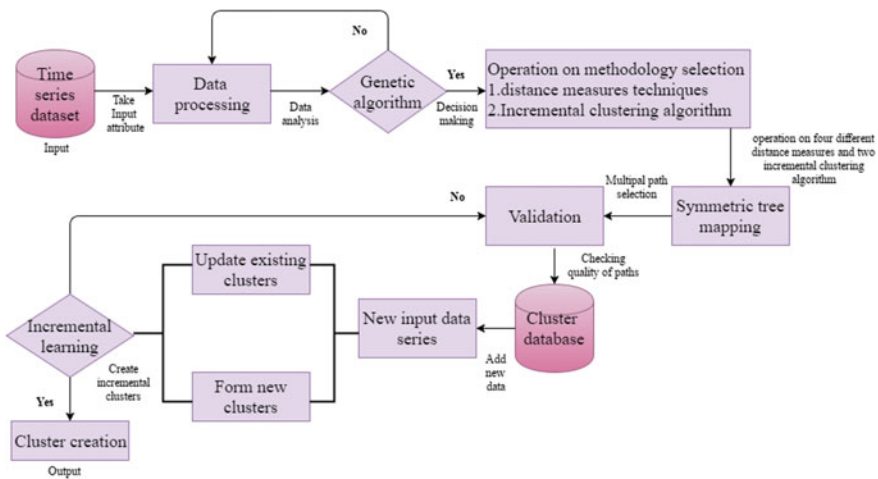 No
Time
series
dataset
Input
Take
Input
attribute
Data
processing
Data
analysis
Genetic
algorithm
Yes
Decision
making
Operation on methodology selection
1.distance measures techniques
2.Incremental clustering algorithm
operation on four different
distance measures and two
incremental clustering
algorithm
Symmetric tree
mapping
Multipal path
selection
Validation
No
Checking
quality of paths
Cluster
database
Add
new
data
New input data
series
Update existing
clusters
Form new
clusters
Create
incremental
clusters
Incremental
learning
Yes
Cluster creation
Output